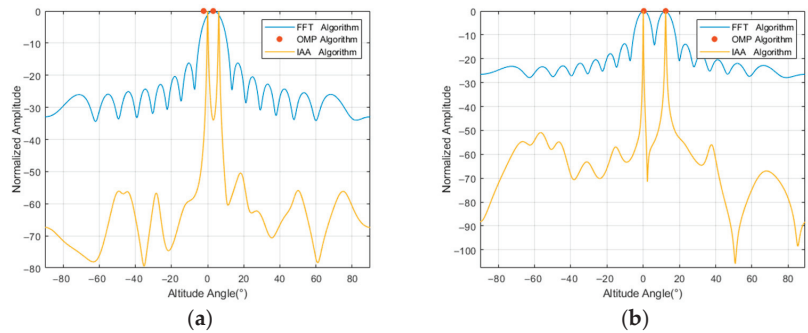 0
−10
−20
−30
−40
−50
−60
−70
−80
−80 −60 −40 −20 0 20 40 60 80
Normalized Amplitude
Altitude Angle(°)
FFT Algorithm
OMP Algorithm
IAA Algorithm
(a)
0
−10
−20
−30
−40
−50
−60
−70
−80
−90
−100
−80 −60 −40 −20 0 20 40 60 80
Normalized Amplitude
Altitude Angle(°)
FFT Algorithm
OMP Algorithm
IAA Algorithm
(b)